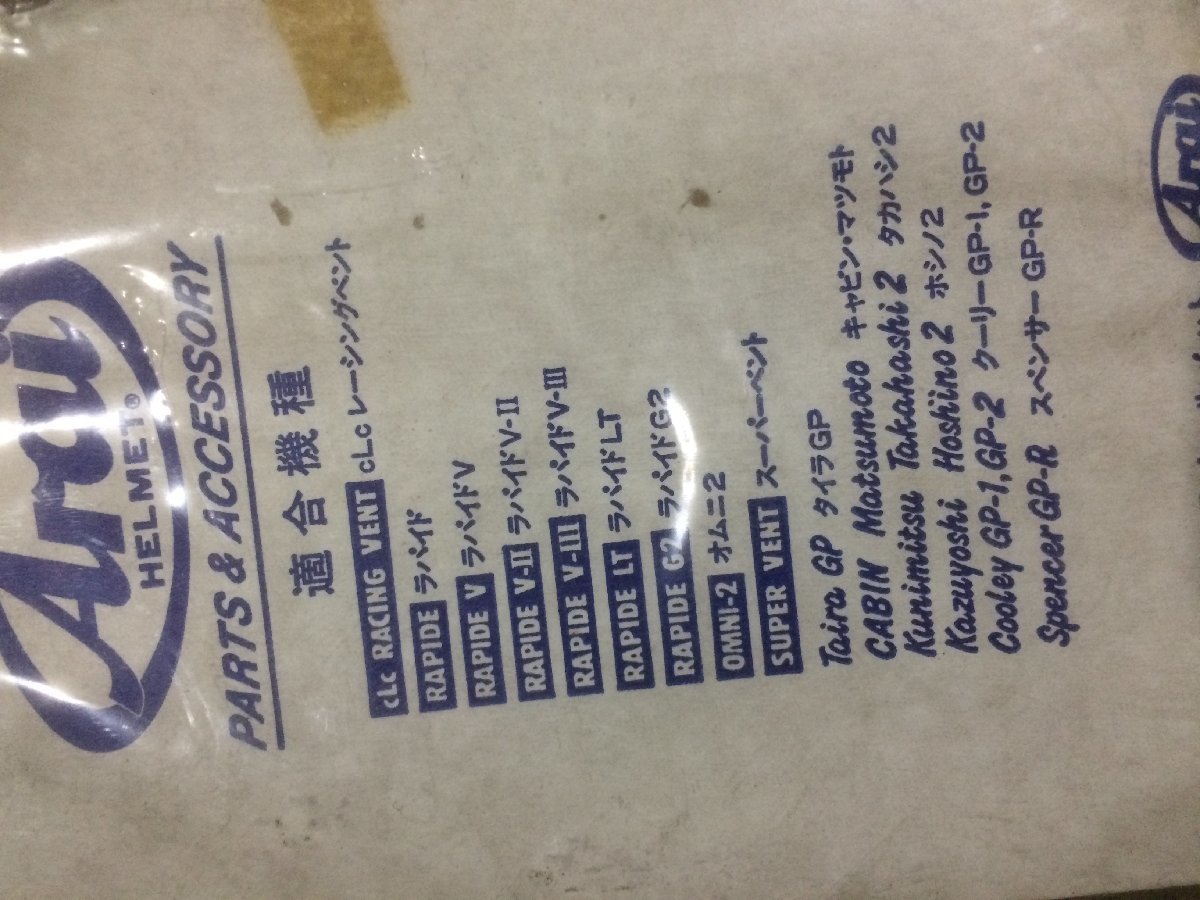 Arai
HELMET®
PARTS & ACCESSORY
適合機種
cLc RACING VENT cLcレーシングベント
RAPIDE ラパイド
RAPIDE V ラパイドV
RAPIDE V-II ラパイドV-II
RAPIDE V-III ラパイドV-III
RAPIDE LT ラパイドLT
RAPIDE G2 ラパイドG2
OMNI-2 オムニ2
SUPER VENT スーパーベント
Taira GP タイラGP
CABIN Matsumoto キャビン・マツモト
Kunimitsu Takahashi 2 タカハシ2
Kazuyoshi Hoshino 2 ホシノ2
Cooley GP-1, GP-2 クーリーGP-1, GP-2
Spencer GP-R スペンサーGP-R
Arai